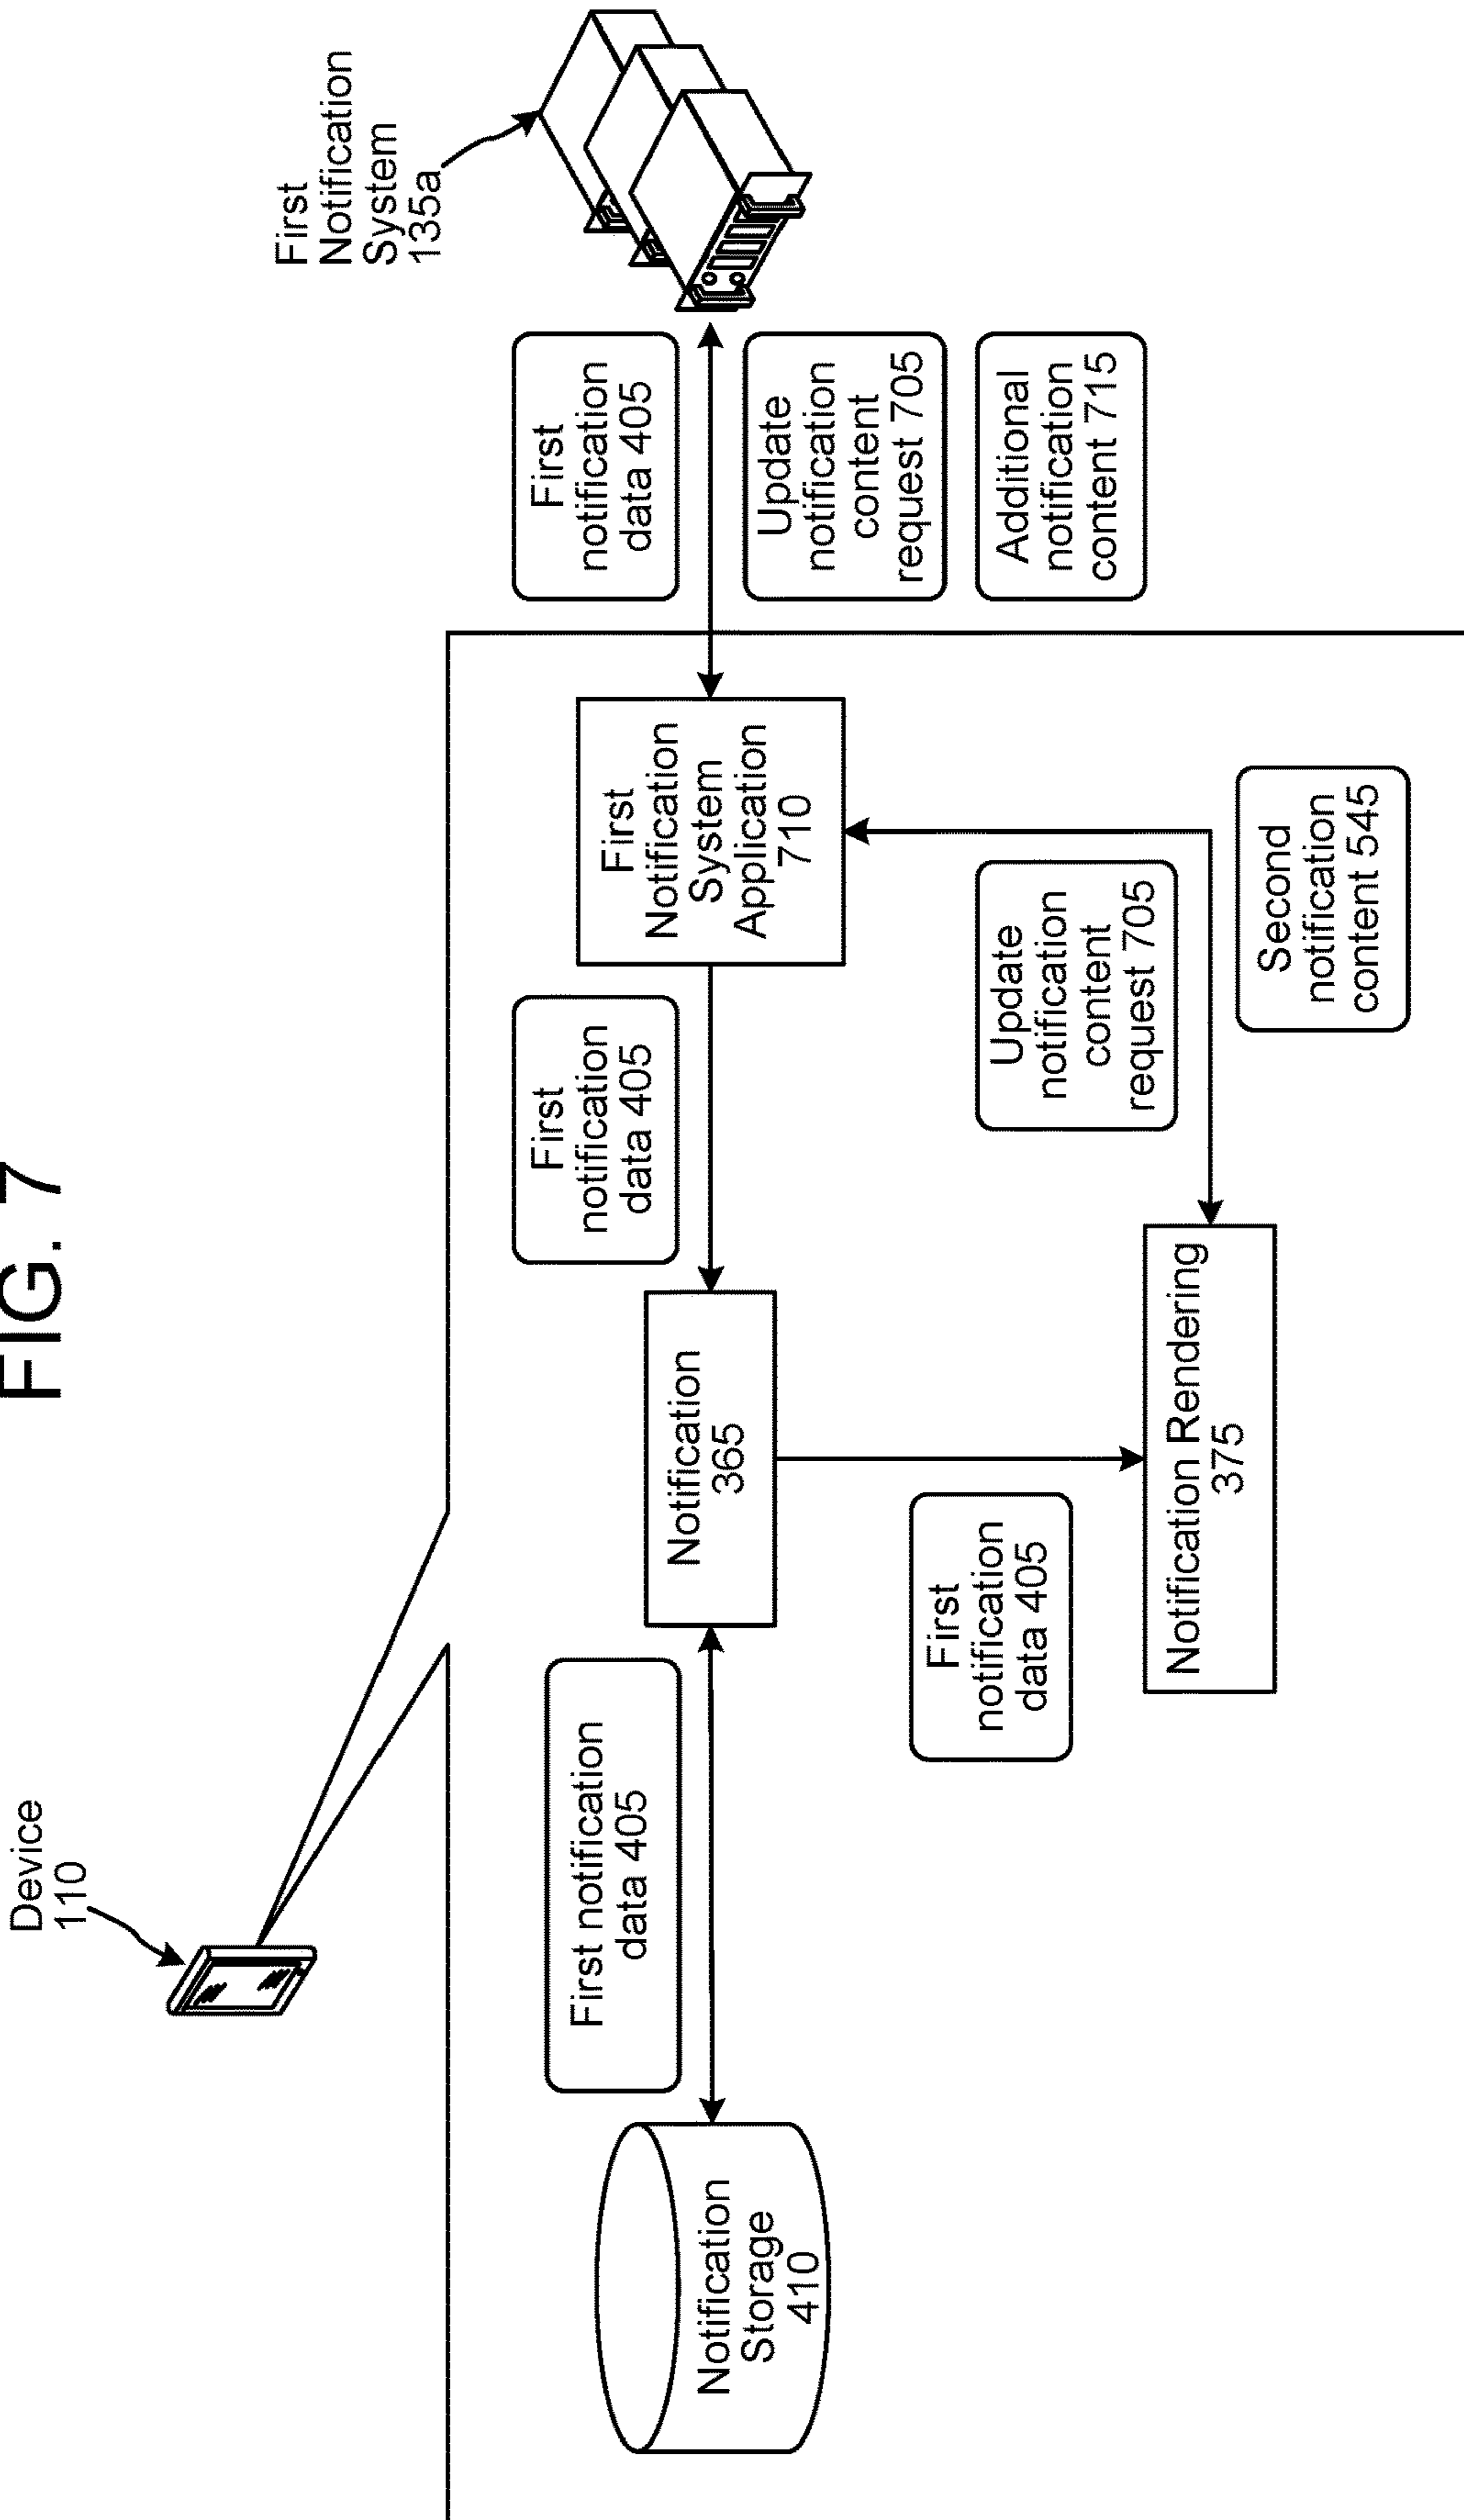 FIG. 7
Device
110
First
Notification
System
135a
Notification
Storage
410
First notification
data 405
Notification
365
First
notification
data 405
First
Notification
System
Application
710
First
notification
data 405
Update
notification
content
request 705
Additional
notification
content 715
First
notification
data 405
Notification Rendering
375
Update
notification
content
request 705
Second
notification
content 545